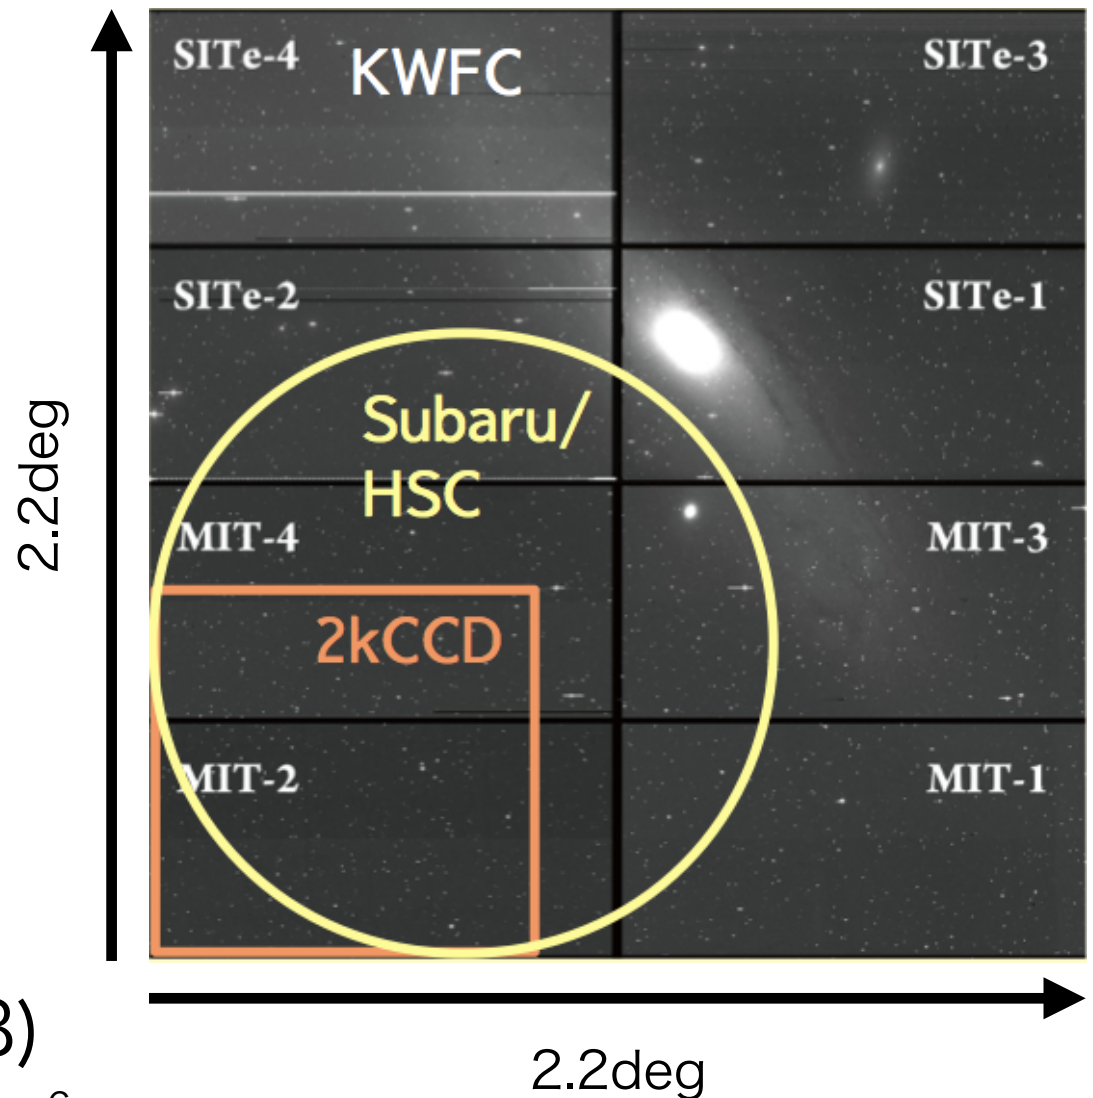 SITe-4
KWFC
SITe-3
SITe-2
SITe-1
Subaru/
HSC
MIT-4
MIT-3
2kCCD
MIT-2
MIT-1
2.2deg
2.2deg